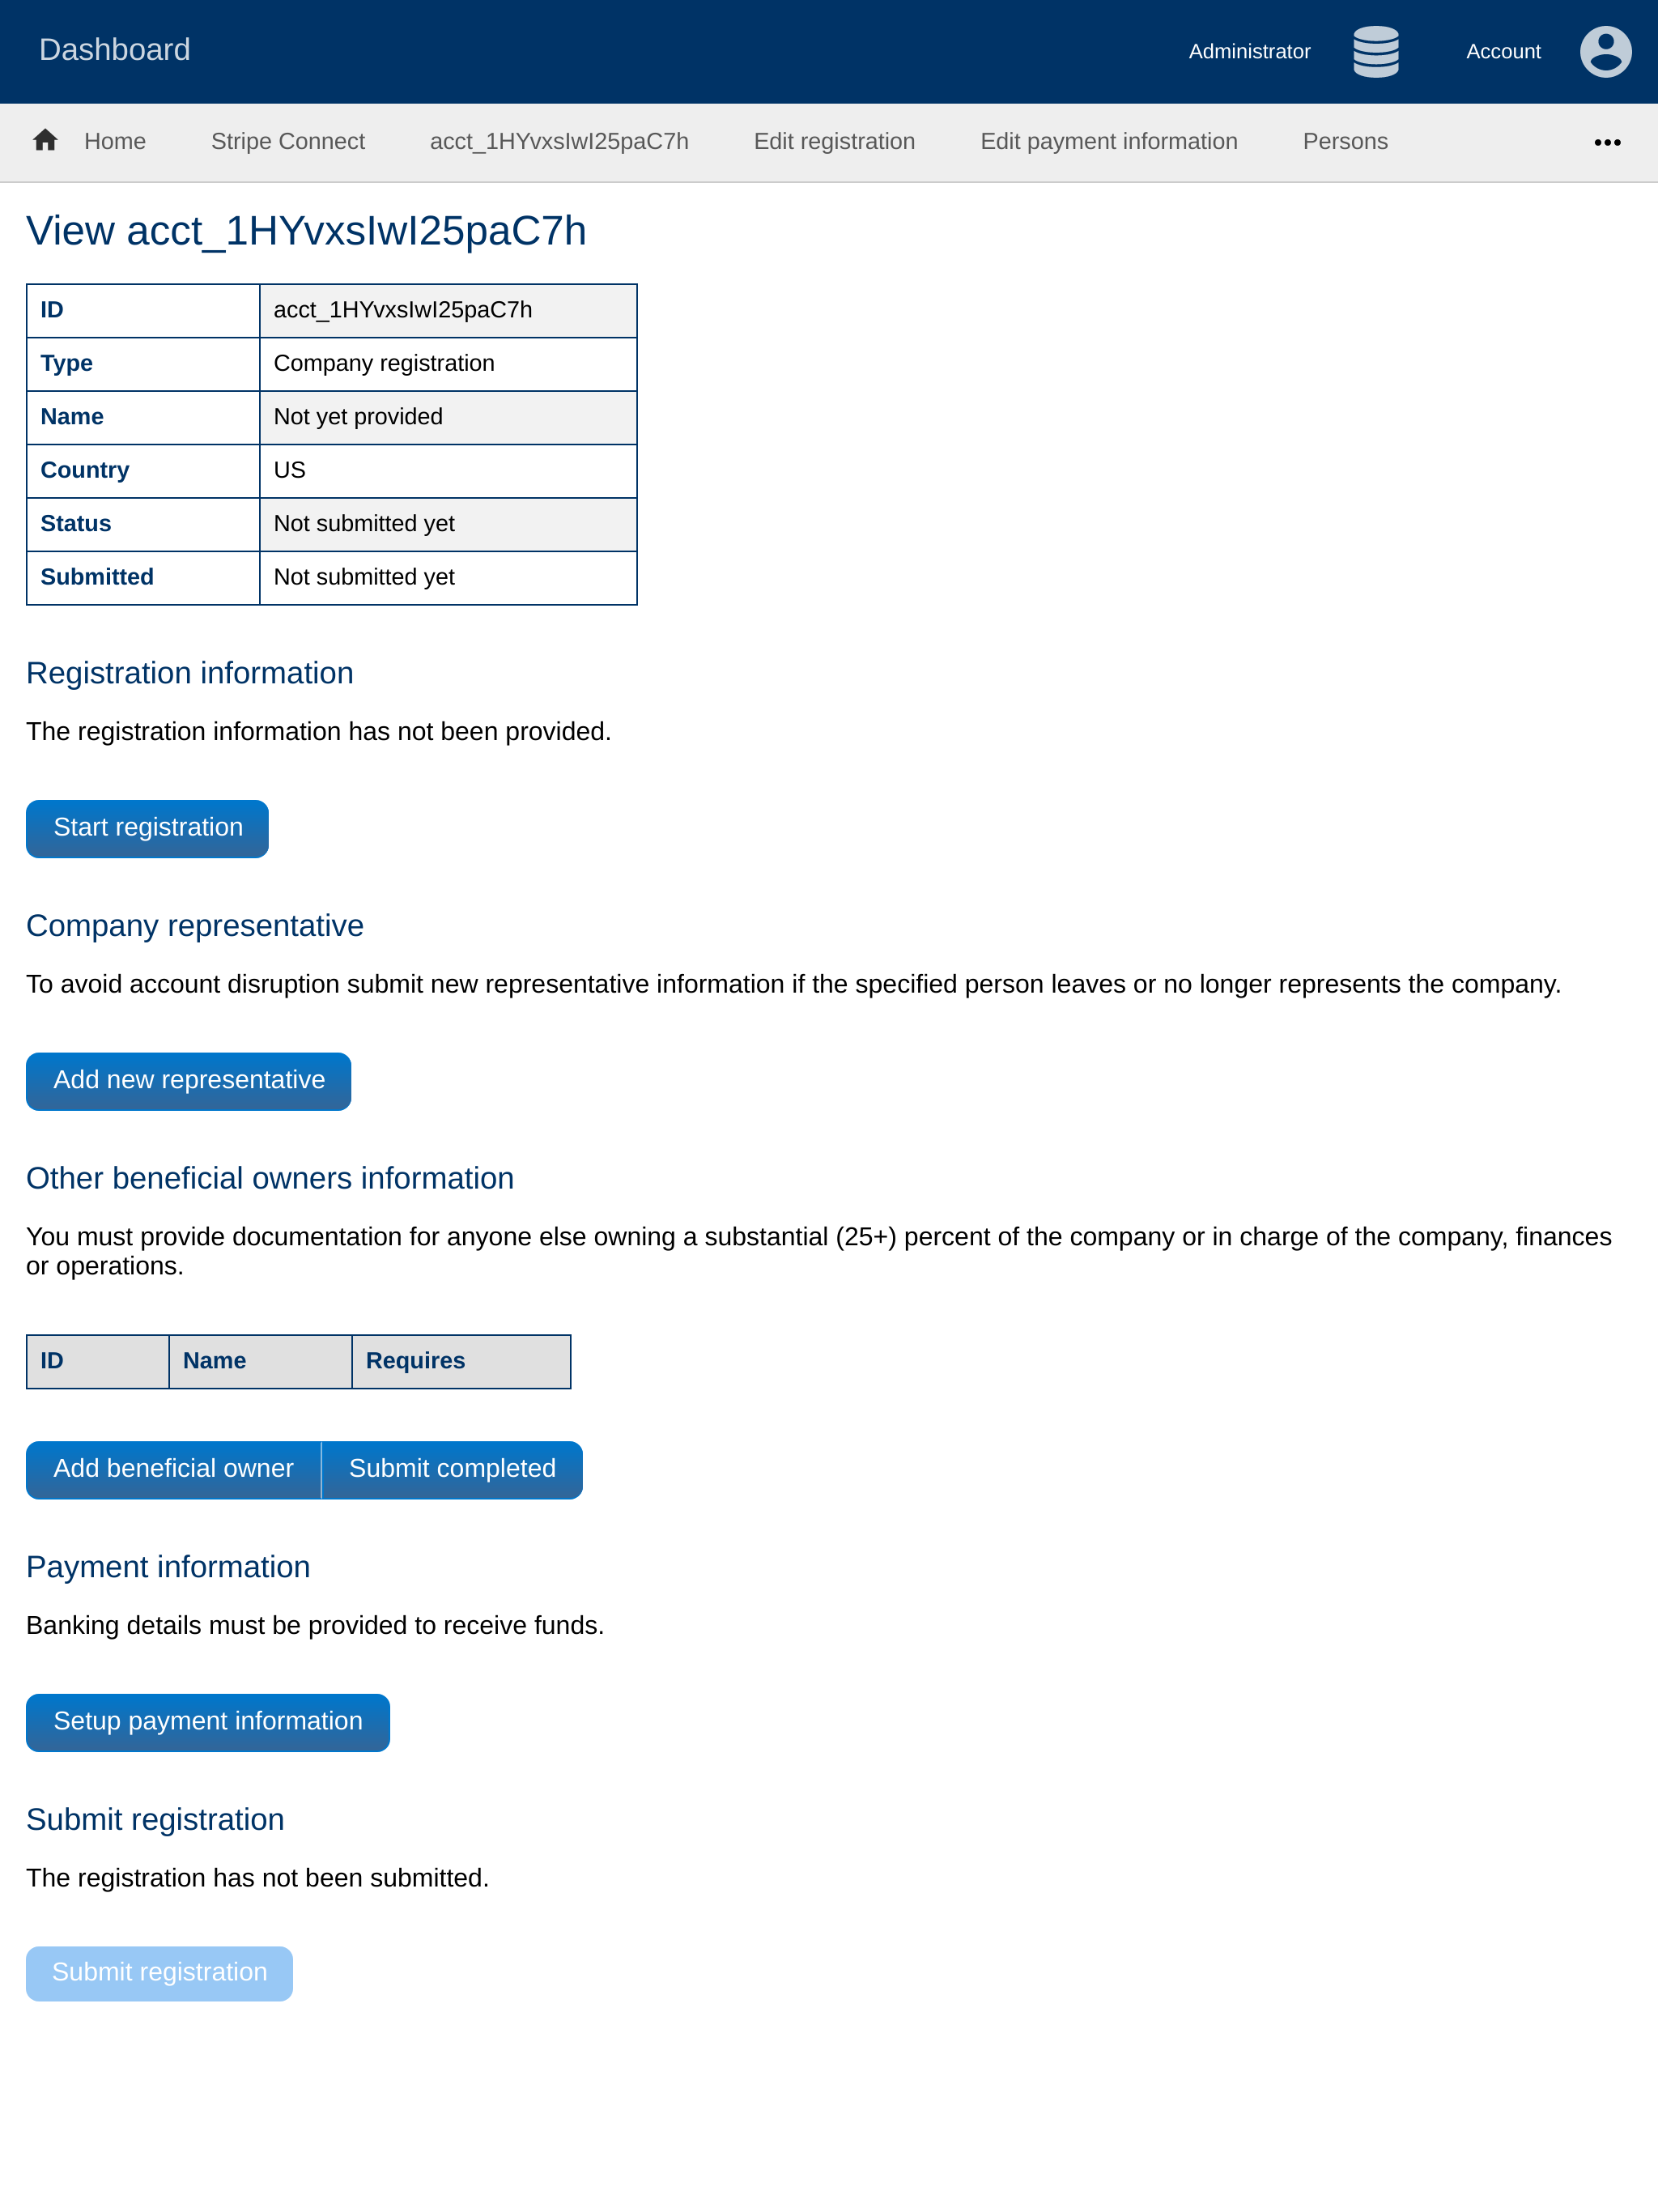 Dashboard
Administrator
Account
Home
Stripe Connect
acct_1HYvxsIwI25paC7h
Edit registration
Edit payment information
Persons
•••
View acct_1HYvxsIwI25paC7h
ID acct_1HYvxsIwI25paC7h
Type Company registration
Name Not yet provided
Country US
Status Not submitted yet
Submitted Not submitted yet
Registration information
The registration information has not been provided.
Start registration
Company representative
To avoid account disruption submit new representative information if the specified person leaves or no longer represents the company.
Add new representative
Other beneficial owners information
You must provide documentation for anyone else owning a substantial (25+) percent of the company or in charge of the company, finances
or operations.
ID Name Requires
Add beneficial owner Submit completed
Payment information
Banking details must be provided to receive funds.
Setup payment information
Submit registration
The registration has not been submitted.
Submit registration